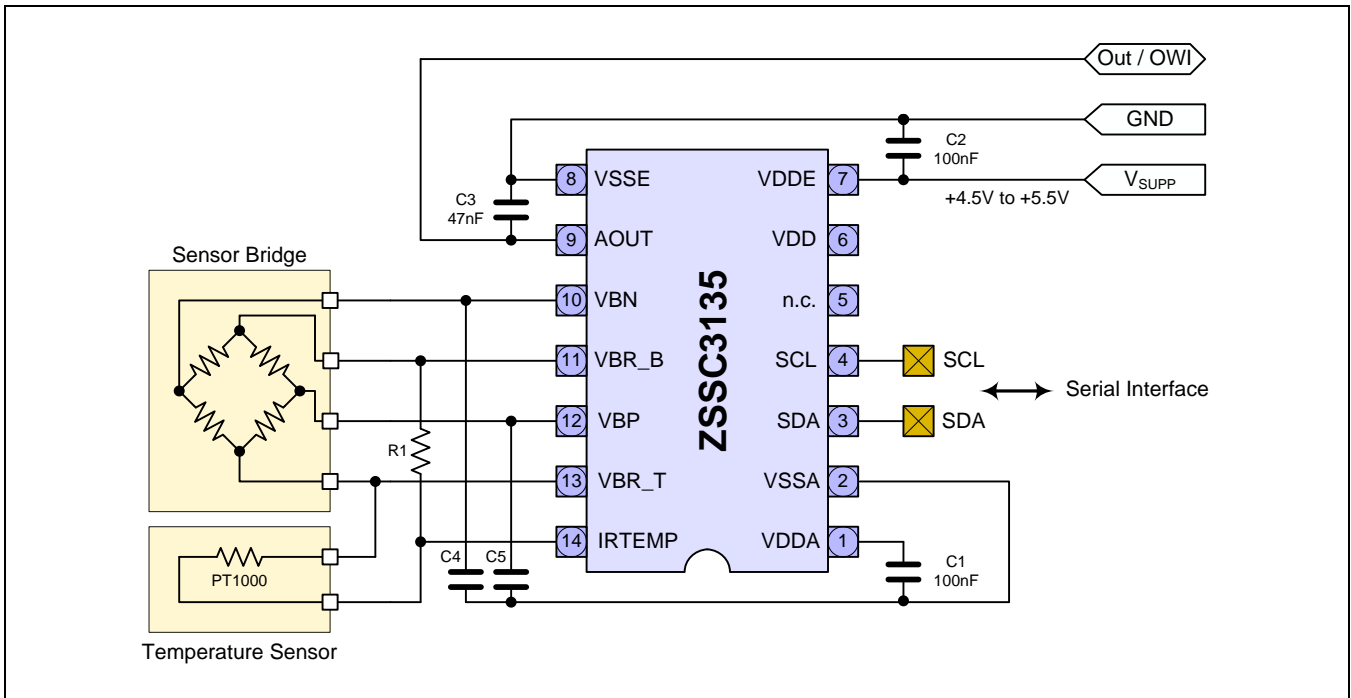 Out / OWI
GND
C2
100nF
V_SUPP
+4.5V to +5.5V
C3
47nF
8 VSSE
VDDE 7
9 AOUT
VDD 6
Sensor Bridge
10 VBN
n.c. 5
ZSSC3135
11 VBR_B
SCL 4
SCL
Serial Interface
12 VBP
SDA 3
SDA
R1
13 VBR_T
VSSA 2
14 IRTEMP
VDDA 1
C4
C5
C1
100nF
PT1000
Temperature Sensor